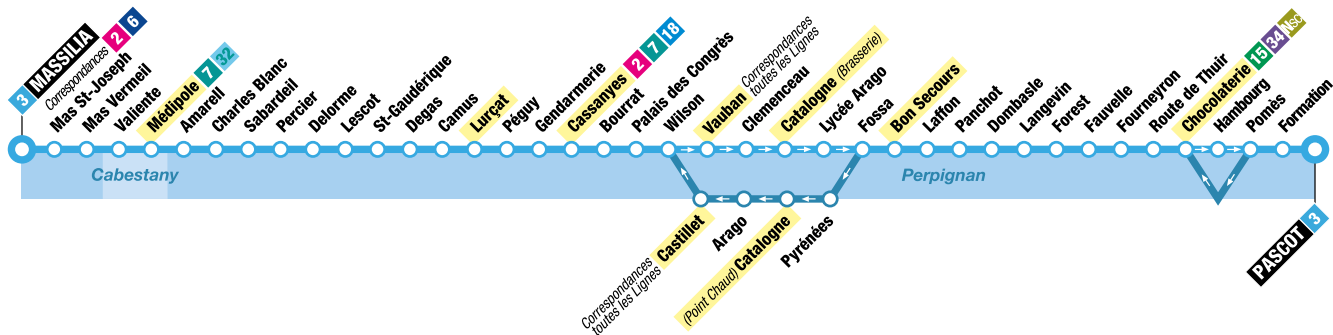 3 MASSILIA
Correspondances 2 6
Mas St-Joseph
Mas Vermeil
Valiente
Médipole 7 32
Amarell
Charles Blanc
Sabardeil
Percier
Delorme
Lescot
St-Gaudérique
Degas
Camus
Lurçat
Péguy
Gendarmerie
Cassanyes 2 7 18
Bourrat
Palais des Congrès
Wilson
Vauban Correspondances
toutes les Lignes
Clemenceau
Catalogne (Brasserie)
Lycée Arago
Fossa
Bon Secours
Laffon
Panchot
Dombasle
Langevin
Forest
Fauvelle
Fourneyron
Route de Thuir
Chocolaterie 15 34 Nsc
Hambourg
Pommès
Formation
Cabestany
Perpignan
Correspondances
toutes les Lignes Castillet
Arago
(Point Chaud) Catalogne
Pyrénées
PASCOT 3